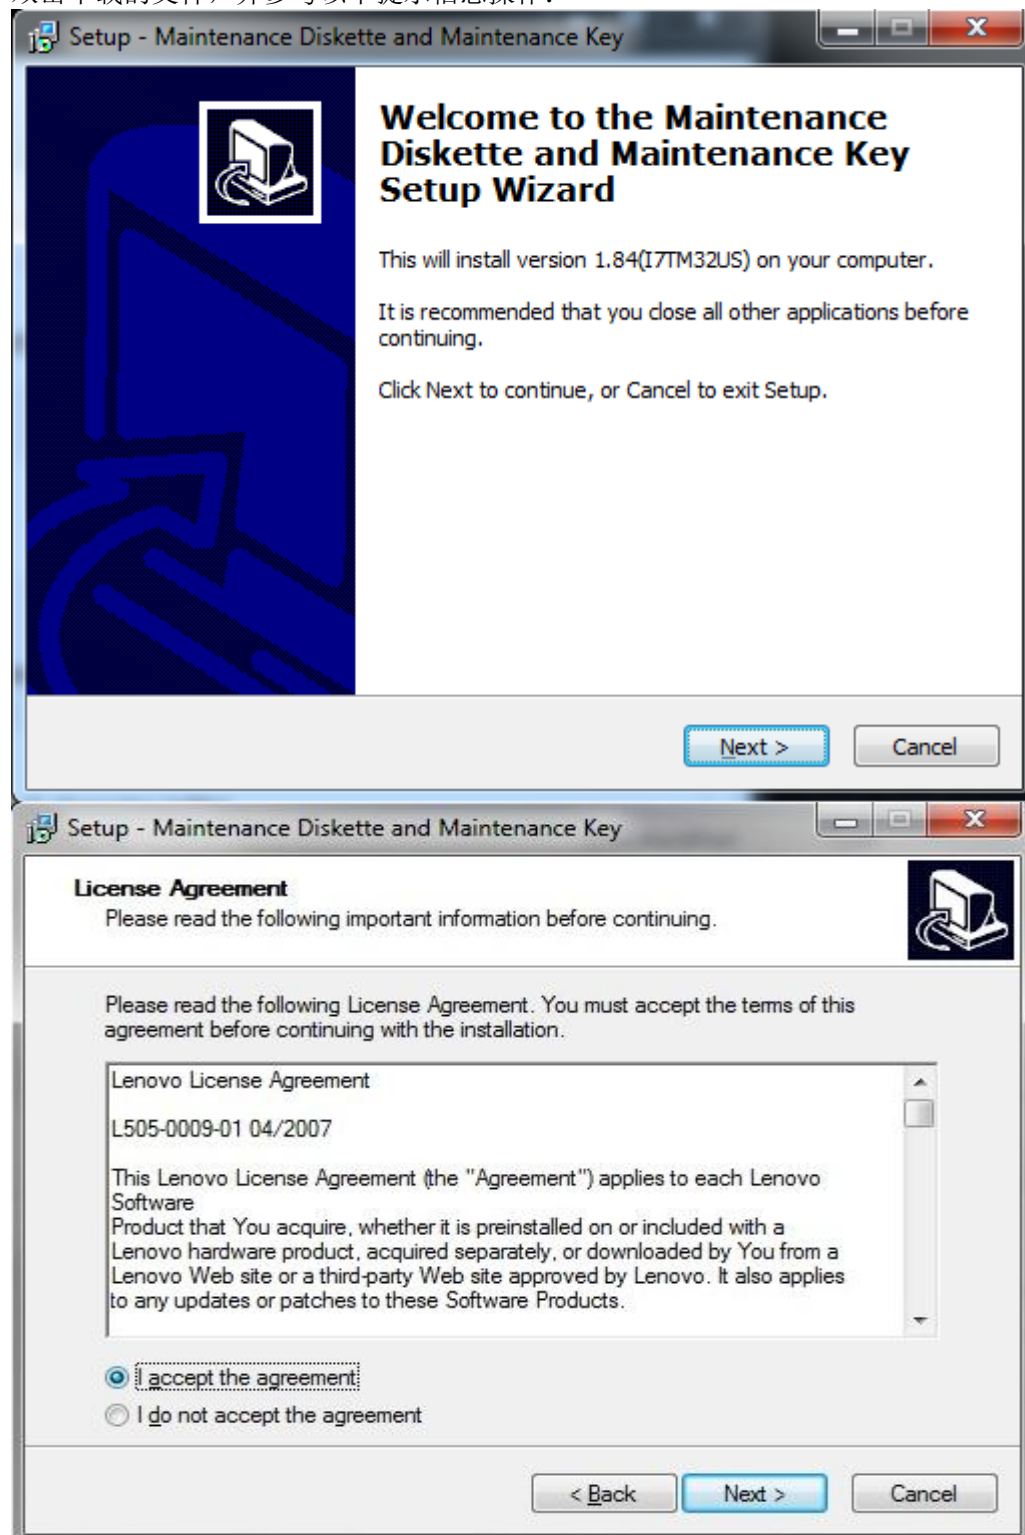 Setup - Maintenance Diskette and Maintenance Key
Welcome to the Maintenance
Diskette and Maintenance Key
Setup Wizard
This will install version 1.84(I7TM32US) on your computer.
It is recommended that you close all other applications before
continuing.
Click Next to continue, or Cancel to exit Setup.
Next >
Cancel
Setup - Maintenance Diskette and Maintenance Key
License Agreement
Please read the following important information before continuing.
Please read the following License Agreement. You must accept the terms of this
agreement before continuing with the installation.
Lenovo License Agreement
L505-0009-01 04/2007
This Lenovo License Agreement (the "Agreement") applies to each Lenovo
Software
Product that You acquire, whether it is preinstalled on or included with a
Lenovo hardware product, acquired separately, or downloaded by You from a
Lenovo Web site or a third-party Web site approved by Lenovo. It also applies
to any updates or patches to these Software Products.
I accept the agreement
I do not accept the agreement
< Back
Next >
Cancel